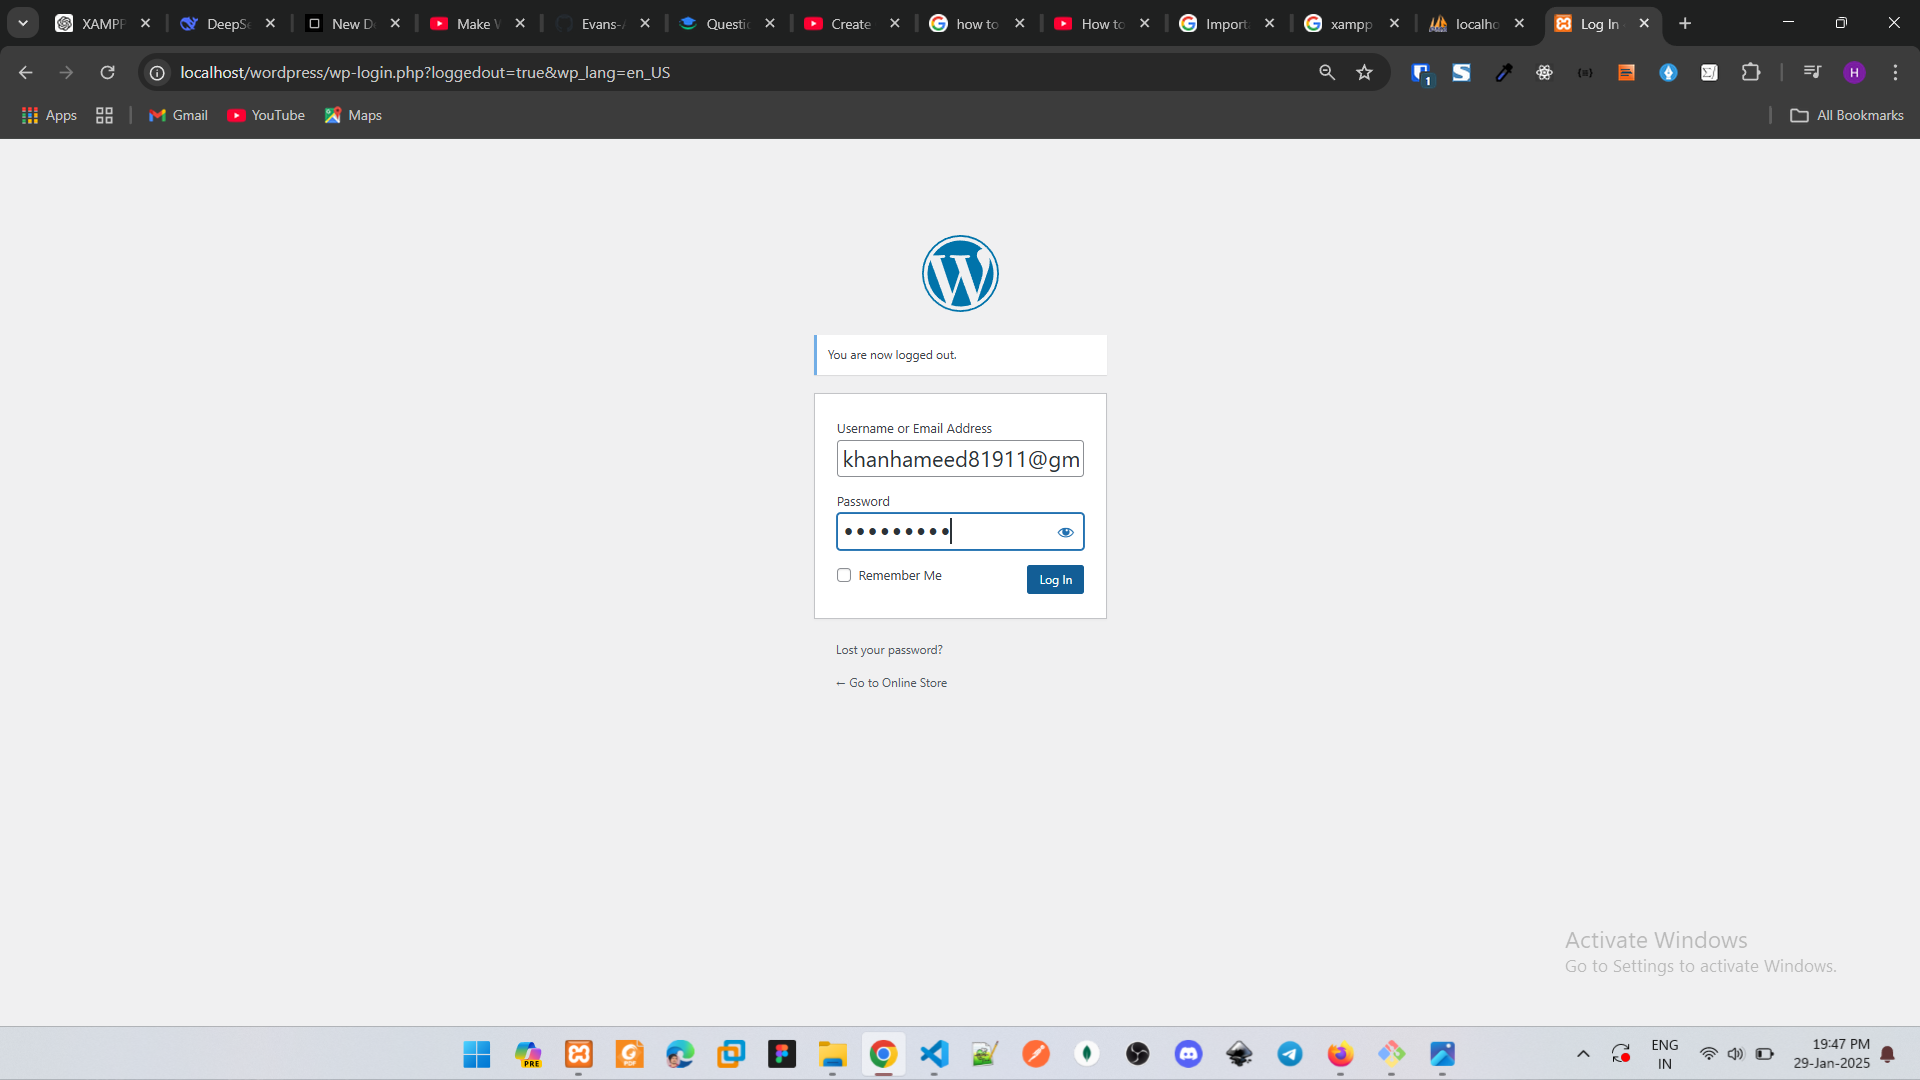 XAMPP
DeepSe
New D
Make
Evans-
Questi
Create
how to
How to
Import
xampp
localho
Log In
localhost/wordpress/wp-login.php?loggedout=true&wp_lang=en_US
1
H
Apps
Gmail
YouTube
Maps
All Bookmarks
You are now logged out.
Username or Email Address
khanhameed81911@gm
Password
Remember Me
Log In
Lost your password?
← Go to Online Store
Activate Windows
Go to Settings to activate Windows.
PRE
ENG
IN
19:47 PM
29-Jan-2025